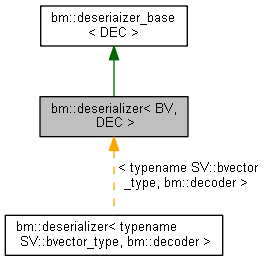 bm::deseriaizer_base
< DEC >
bm::deserializer< BV,
DEC >
< typename SV::bvector
_type, bm::decoder >
bm::deserializer< typename
SV::bvector_type, bm::decoder >